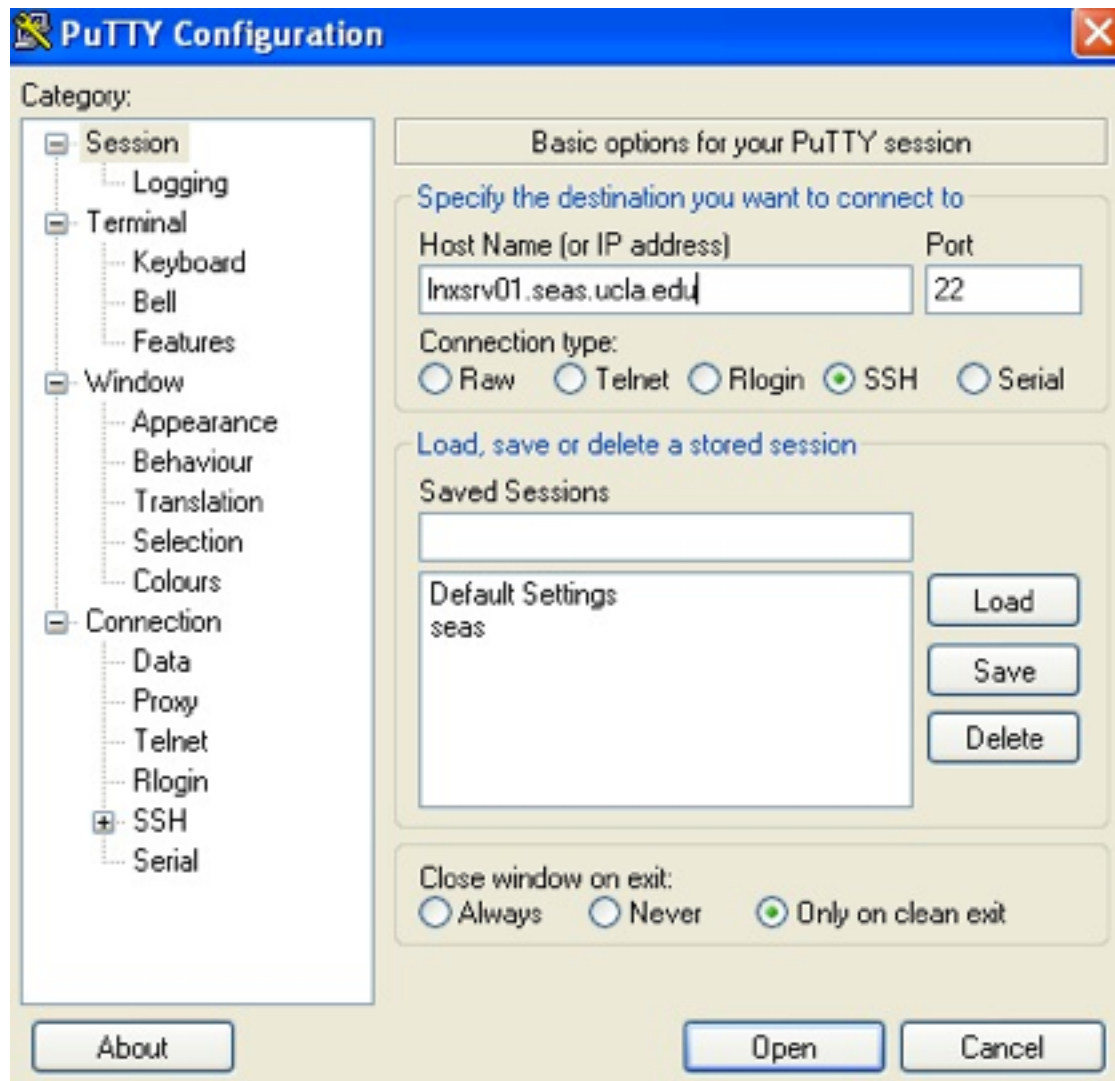 PuTTY Configuration
Category:
Session
Logging
Terminal
Keyboard
Bell
Features
Window
Appearance
Behaviour
Translation
Selection
Colours
Connection
Data
Proxy
Telnet
Rlogin
SSH
Serial
Basic options for your PuTTY session
Specify the destination you want to connect to
Host Name (or IP address) Port
lnxsrv01.seas.ucla.edu 22
Connection type:
Raw Telnet Rlogin SSH Serial
Load, save or delete a stored session
Saved Sessions
Default Settings
seas
Load
Save
Delete
Close window on exit:
Always Never Only on clean exit
About Open Cancel